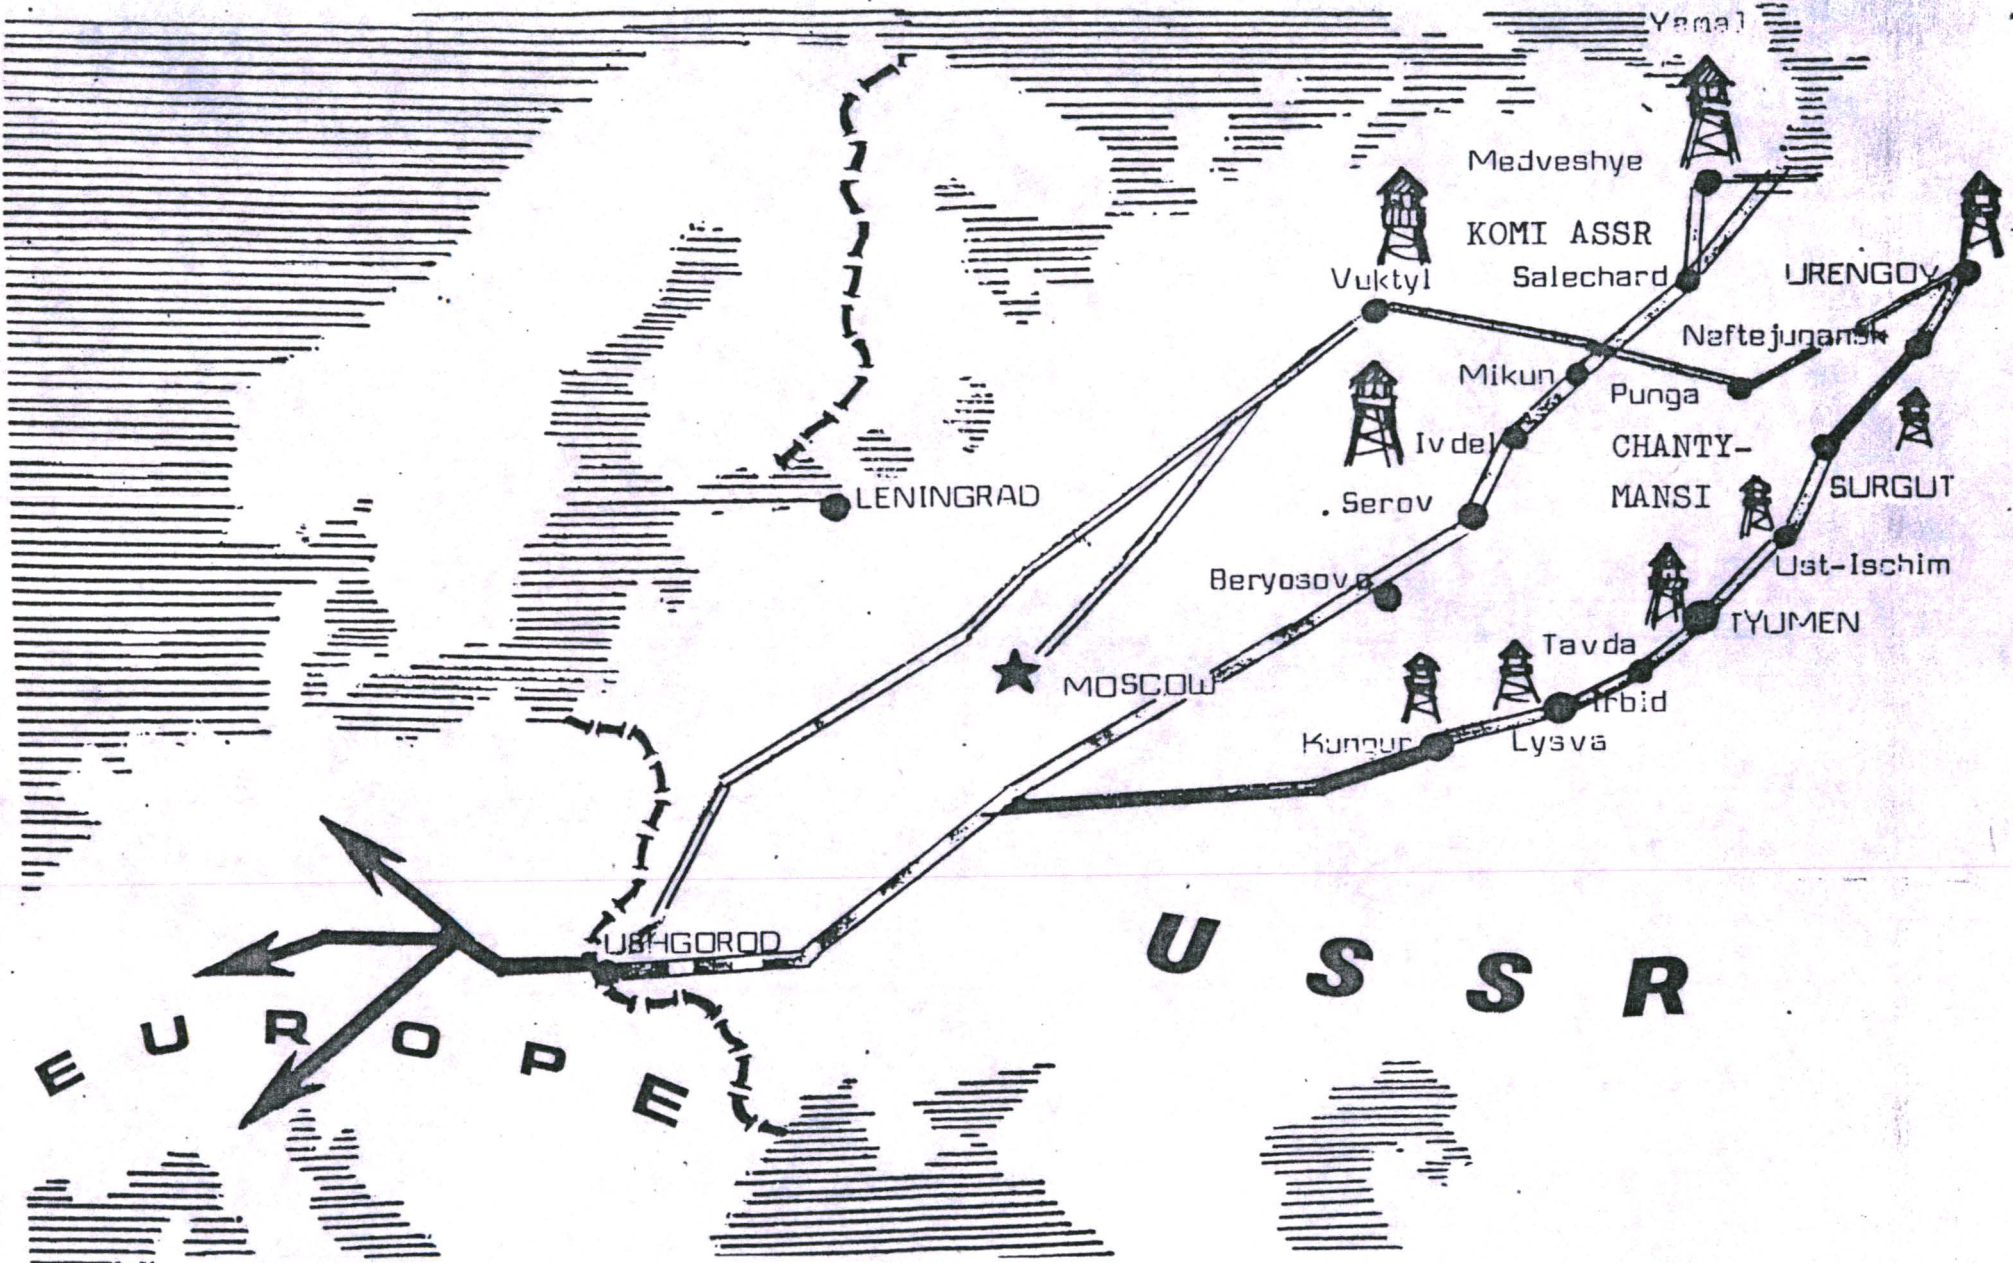 Yamal
Medveshye
KOMI ASSR
Vuktyl
Salechard
URENGOY
Naftejugansk
Mikun
Punga
Ivdel
CHANTY-
MANSI
SURGUT
LENINGRAD
Serov
Beryosovo
Ust-Ischim
TYUMEN
Tavda
MOSCOW
Irbid
Kungur
Lysva
USHGOROD
USSR
EUROPE